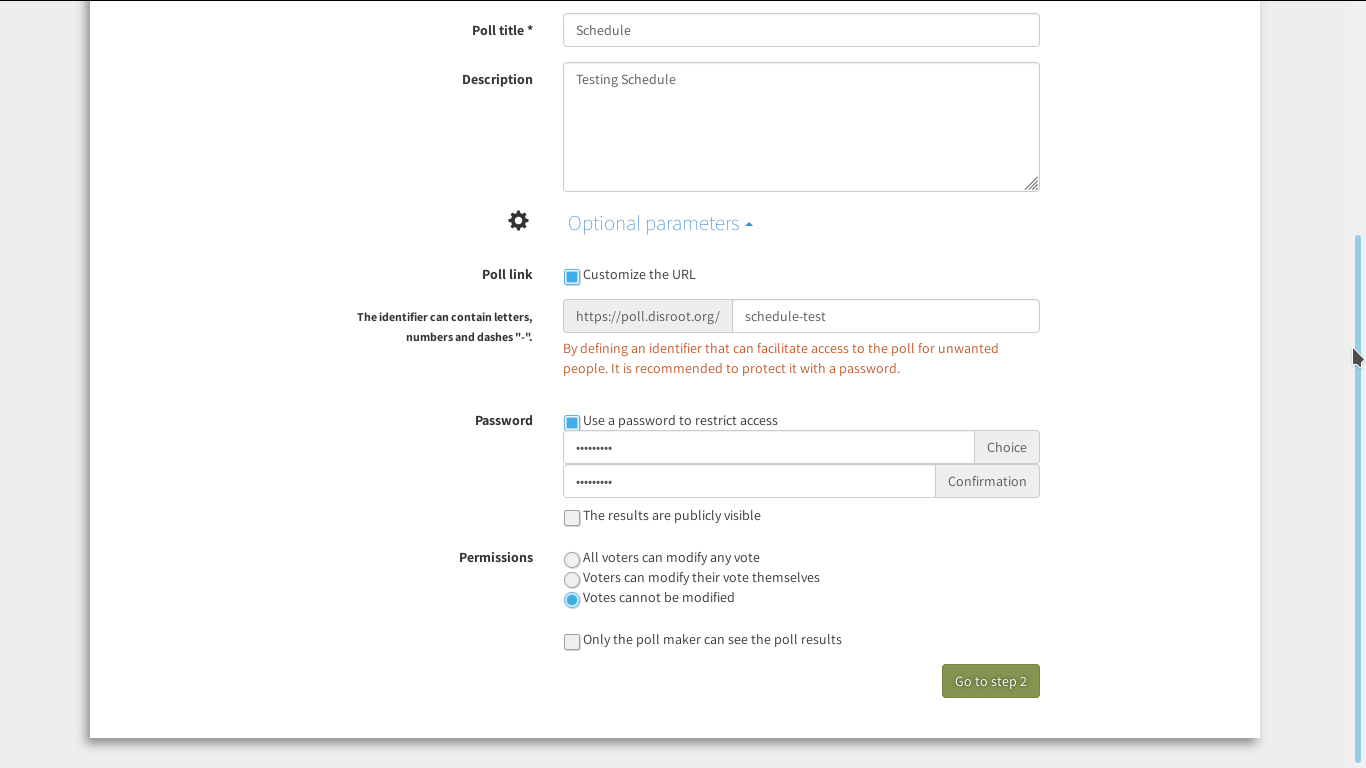 Poll title * Schedule
Description Testing Schedule
Optional parameters
Poll link Customize the URL
The identifier can contain letters, https://poll.disroot.org/ schedule-test
numbers and dashes "-".
By defining an identifier that can facilitate access to the poll for unwanted
people. It is recommended to protect it with a password.
Password Use a password to restrict access
••••••••• Choice
••••••••• Confirmation
The results are publicly visible
Permissions All voters can modify any vote
Voters can modify their vote themselves
Votes cannot be modified
Only the poll maker can see the poll results
Go to step 2